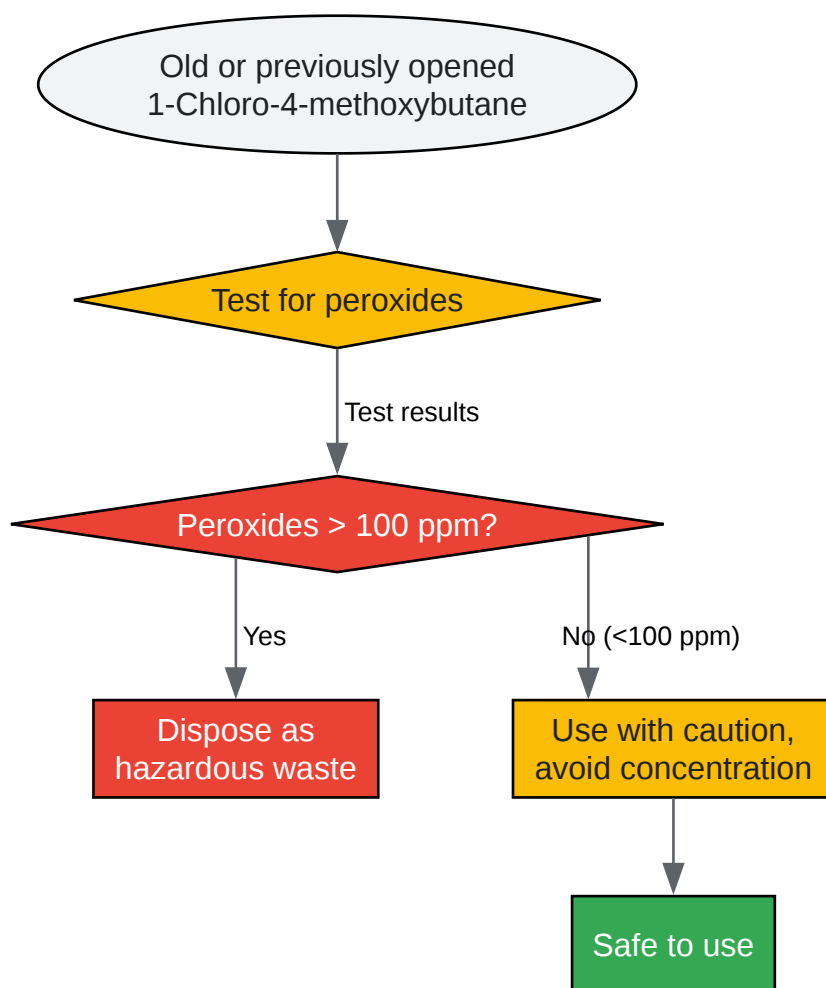 Old or previously opened
1-Chloro-4-methoxybutane
Test for peroxides
Test results
Peroxides > 100 ppm?
Yes
No (<100 ppm)
Dispose as
hazardous waste
Use with caution,
avoid concentration
Safe to use